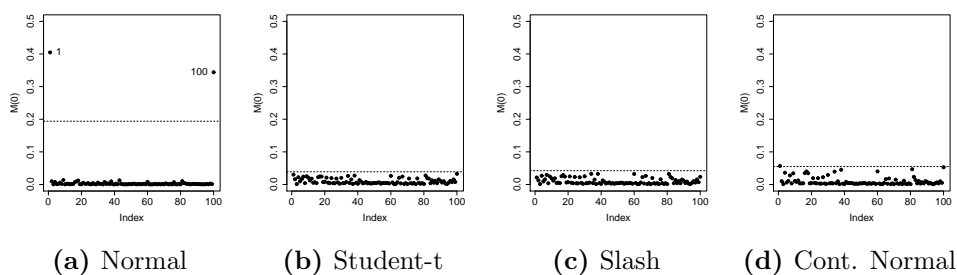 0.5 0.5 0.5 0.5
0.4 1 0.4 0.4 0.4
100
0.3 0.3 0.3 0.3
M(0) M(0) M(0) M(0)
0.2 0.2 0.2 0.2
0.1 0.1 0.1 0.1
0.0 0.0 0.0 0.0
0 20 40 60 80 100 0 20 40 60 80 100 0 20 40 60 80 100 0 20 40 60 80 100
Index Index Index Index
(a) Normal (b) Student-t (c) Slash (d) Cont. Normal